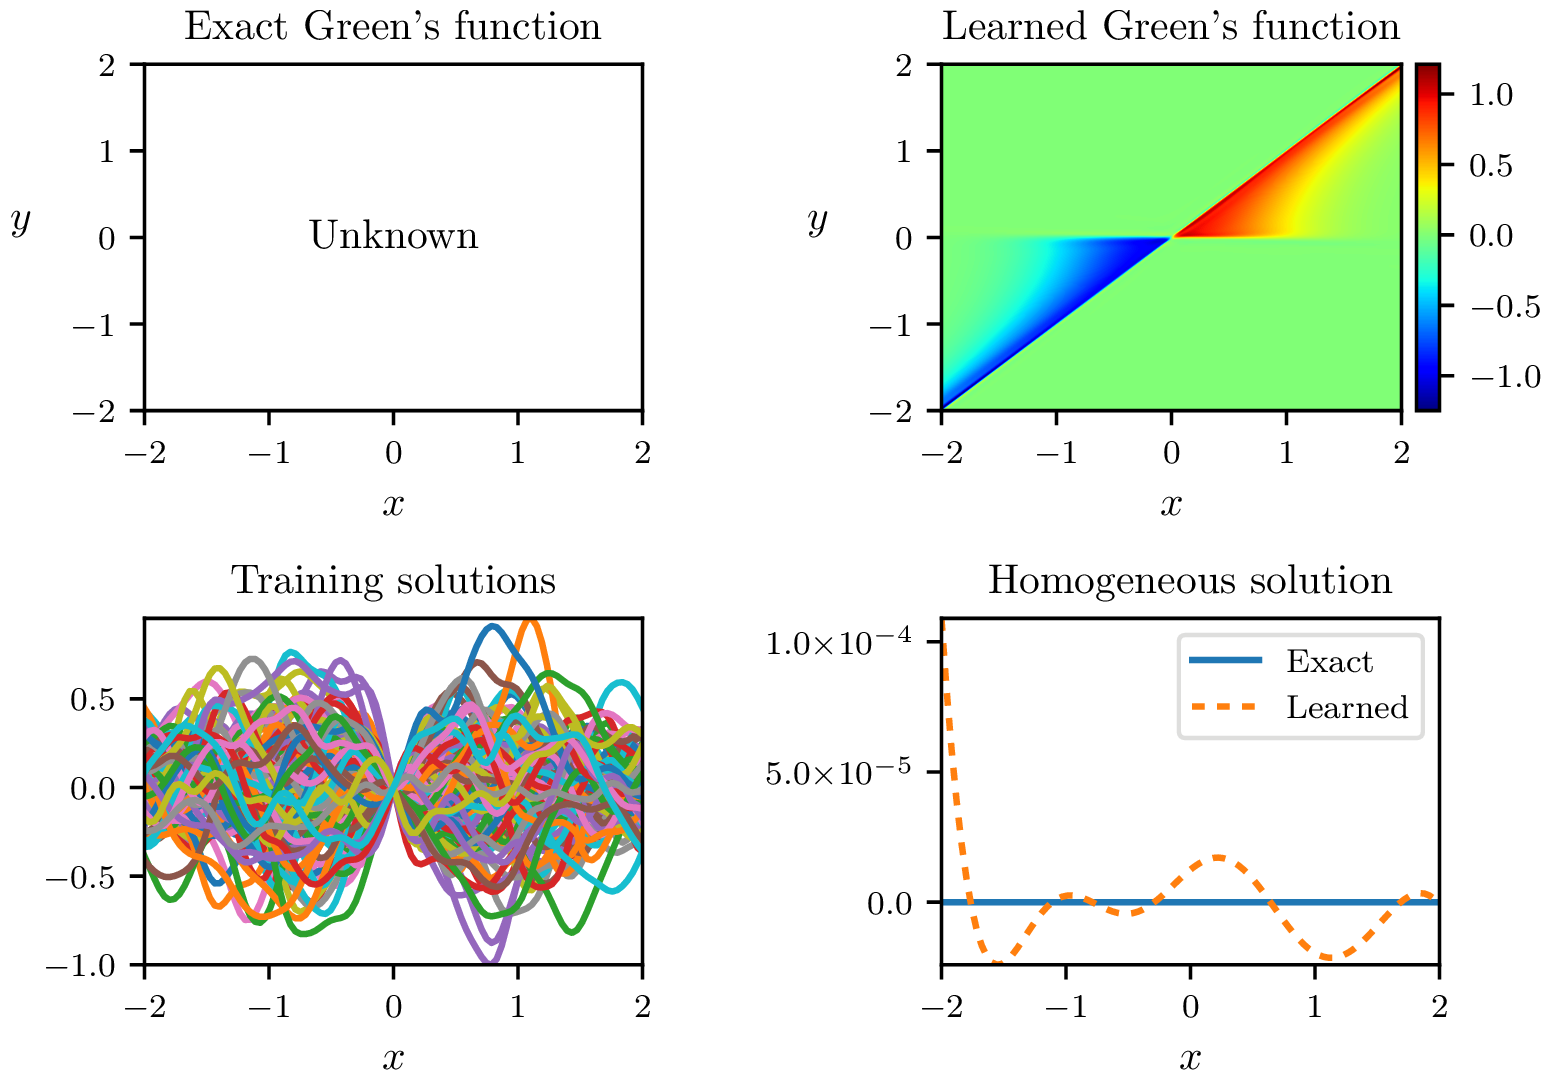 Exact Green's function
2
1
0
−1
−2
y
Unknown
−2 −1 0 1 2
x
Learned Green's function
2
1
0
−1
−2
y
−2 −1 0 1 2
x
1.0
0.5
0.0
−0.5
−1.0
Training solutions
0.5
0.0
−0.5
−1.0
−2 −1 0 1 2
x
Homogeneous solution
1.0×10⁻⁴
5.0×10⁻⁵
0.0
Exact
Learned
−2 −1 0 1 2
x